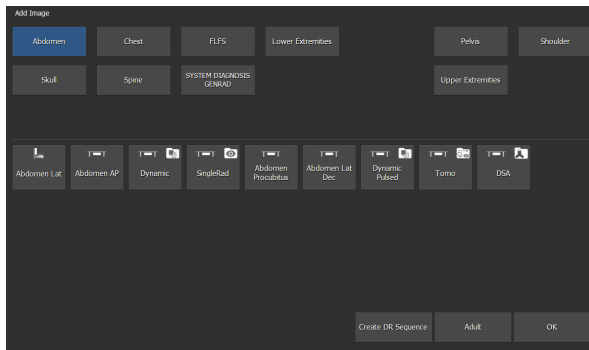 Add Image
Abdomen Chest FLFS Lower Extremities Pelvis Shoulder
Skull Spine SYSTEM DIAGNOSIS GENRAD Upper Extremities
Abdomen Lat Abdomen AP Dynamic SingleRad Abdomen Procubitus Abdomen Lat Dec Dynamic Pulsed Tomo DSA
Create DR Sequence Adult OK